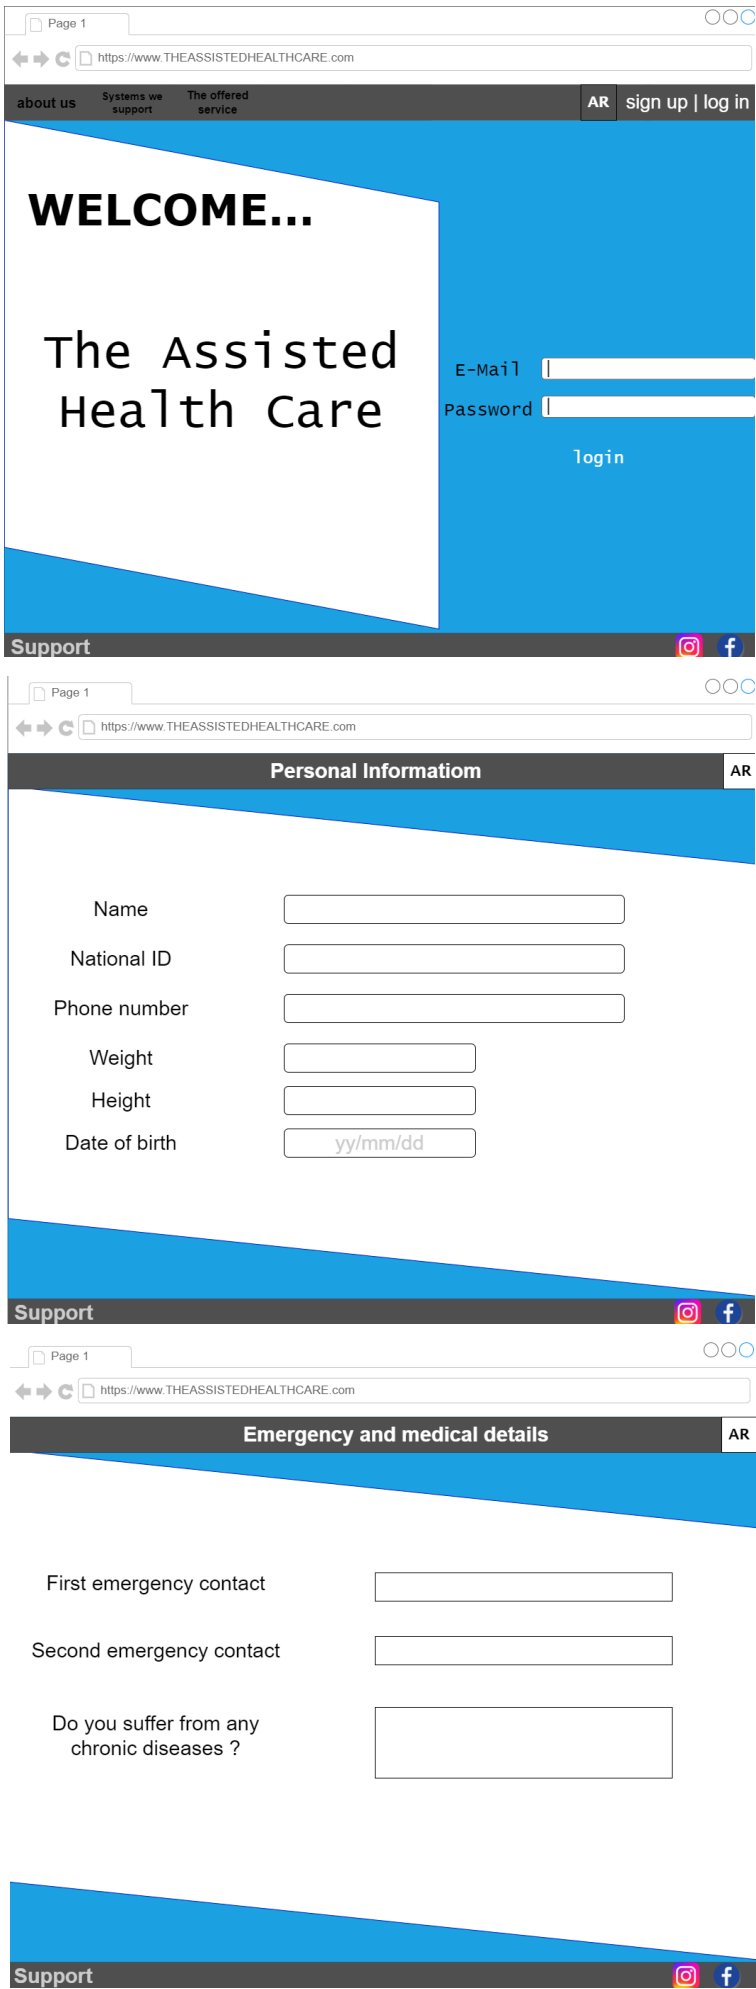 Page 1
https://www.THEASSISTEDHEALTHCARE.com
about us
Systems we
support
The offered
service
AR
sign up | log in
WELCOME...
The Assisted
Health Care
E-Mail
Password
login
Support
Page 1
https://www.THEASSISTEDHEALTHCARE.com
Personal Informatiom
AR
Name
National ID
Phone number
Weight
Height
Date of birth
yy/mm/dd
Support
Page 1
https://www.THEASSISTEDHEALTHCARE.com
Emergency and medical details
AR
First emergency contact
Second emergency contact
Do you suffer from any
chronic diseases ?
Support